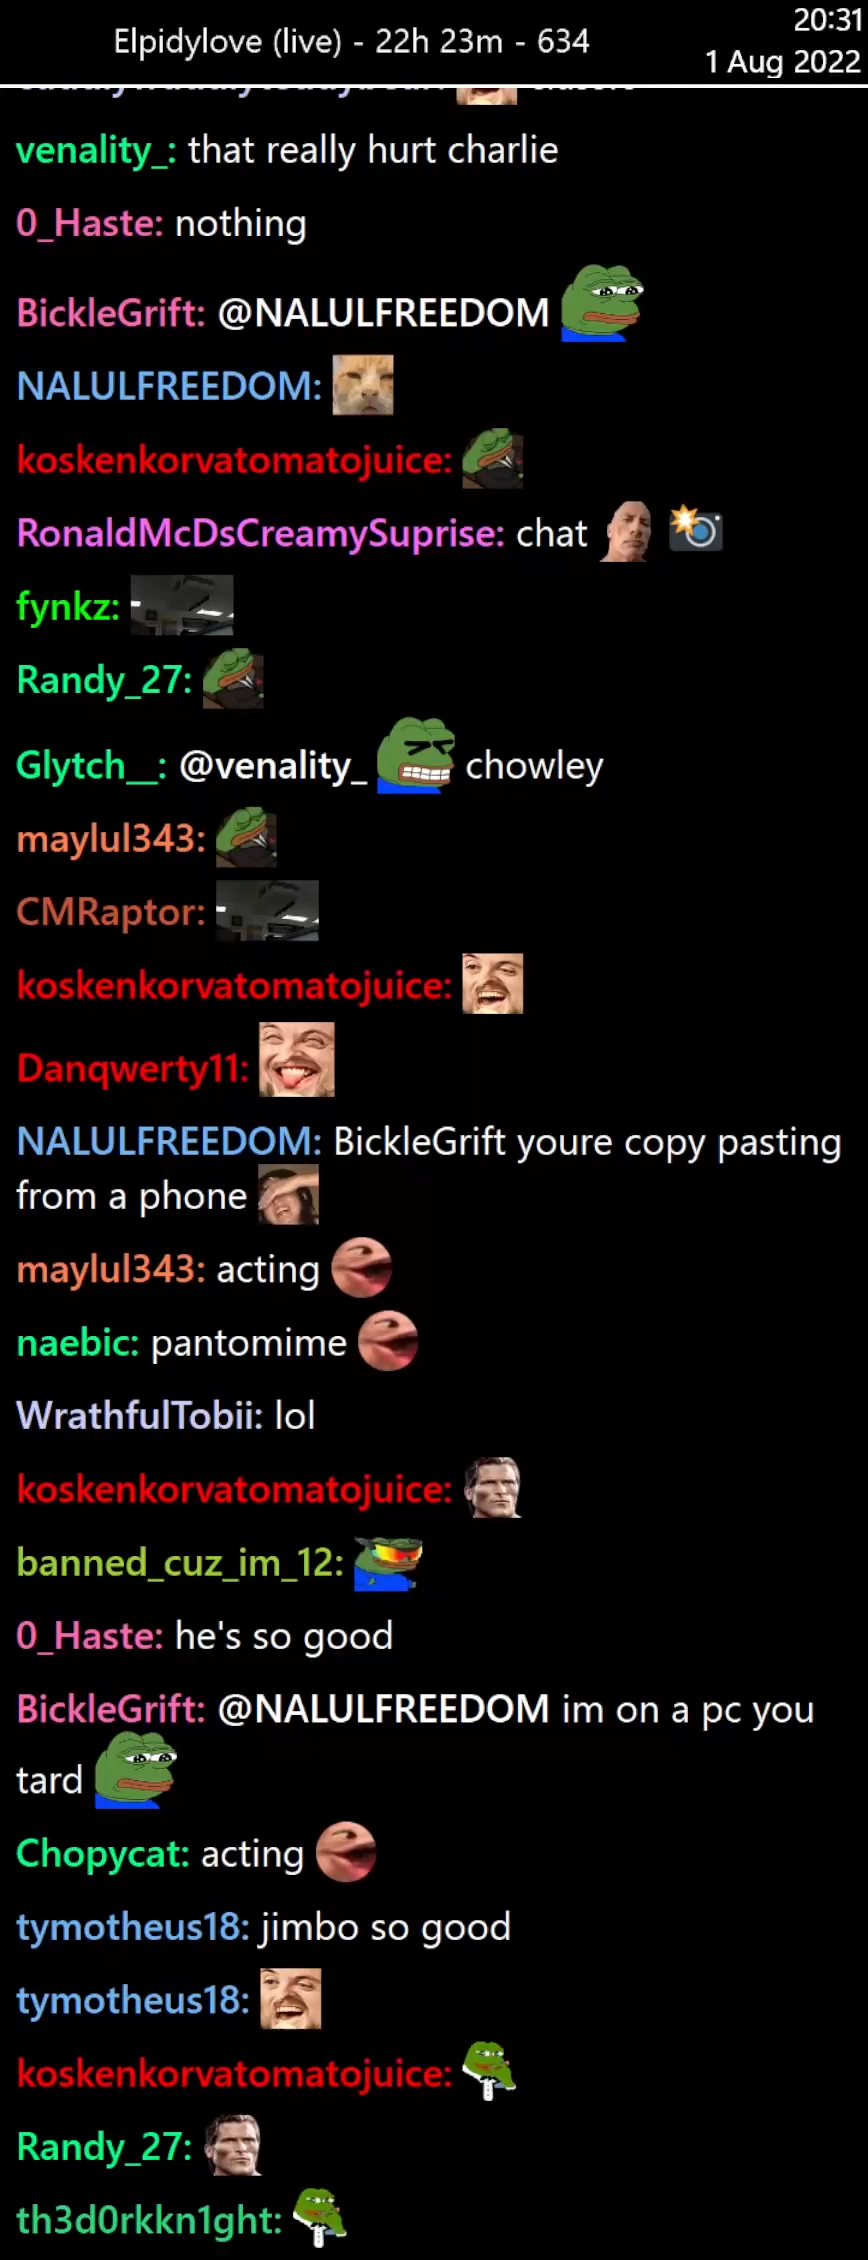 Elpidylove (live) - 22h 23m - 634
20:31
1 Aug 2022
venality_: that really hurt charlie
0_Haste: nothing
BickleGrift: @NALULFREEDOM
NALULFREEDOM:
koskenkorvatomatojuice:
RonaldMcDsCreamySuprise: chat
fynkz:
Randy_27:
Glytch__: @venality_ chowley
maylul343:
CMRaptor:
koskenkorvatomatojuice:
Danqwerty11:
NALULFREEDOM: BickleGrift youre copy pasting
from a phone
maylul343: acting
naebic: pantomime
WrathfulTobii: lol
koskenkorvatomatojuice:
banned_cuz_im_12:
0_Haste: he's so good
BickleGrift: @NALULFREEDOM im on a pc you
tard
Chopycat: acting
tymotheus18: jimbo so good
tymotheus18:
koskenkorvatomatojuice:
Randy_27:
th3d0rkkn1ght: